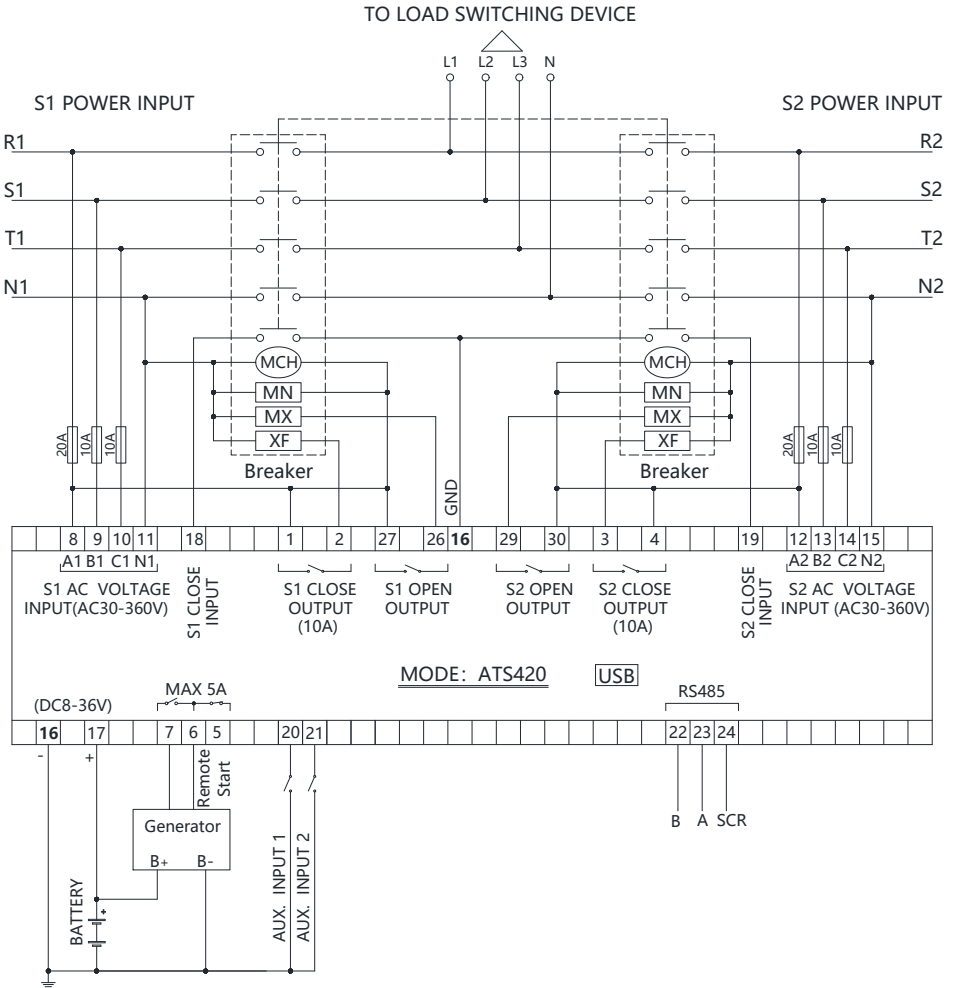 TO LOAD SWITCHING DEVICE
L1 L2 L3 N
S1 POWER INPUT
S2 POWER INPUT
R1
R2
S1
S2
T1
T2
N1
N2
MCH
MCH
MN
MN
MX
MX
XF
XF
20A 10A 10A
20A 10A 10A
Breaker
Breaker
GND
8 9 10 11 18 1 2 27 26 16 29 30 3 4 19 12 13 14 15
A1 B1 C1 N1
A2 B2 C2 N2
S1 AC VOLTAGE
INPUT(AC30-360V)
S1 CLOSE
INPUT
S1 CLOSE
OUTPUT
(10A)
S1 OPEN
OUTPUT
S2 OPEN
OUTPUT
S2 CLOSE
OUTPUT
(10A)
S2 CLOSE
INPUT
S2 AC VOLTAGE
INPUT (AC30-360V)
MODE: ATS420
USB
(DC8-36V)
MAX 5A
RS485
16 17 7 6 5 20 21 22 23 24
- +
Remote
Start
Generator
B+ B-
BATTERY
+
AUX. INPUT 1
AUX. INPUT 2
B A SCR